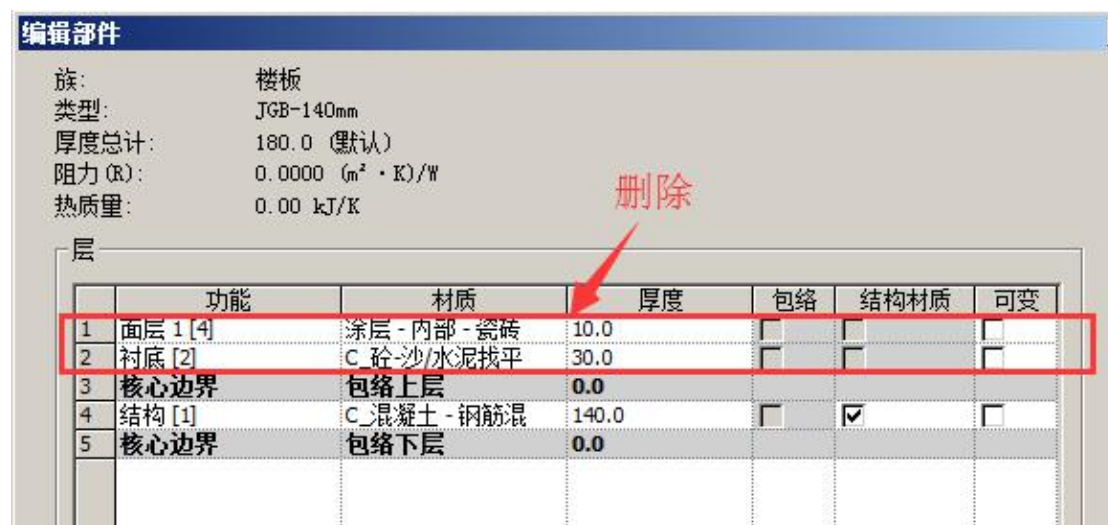 编辑部件
族: 楼板
类型: JGB-140mm
厚度总计: 180.0 (默认)
阻力(R): 0.0000 (m²·K)/W
热质量: 0.00 kJ/K
删除
层
功能 材质 厚度 包络 结构材质 可变
1 面层 1 [4] 涂层 - 内部 - 瓷砖 10.0
2 衬底 [2] C_砼-沙/水泥找平 30.0
3 核心边界 包络上层 0.0
4 结构 [1] C_混凝土 - 钢筋混 140.0
5 核心边界 包络下层 0.0